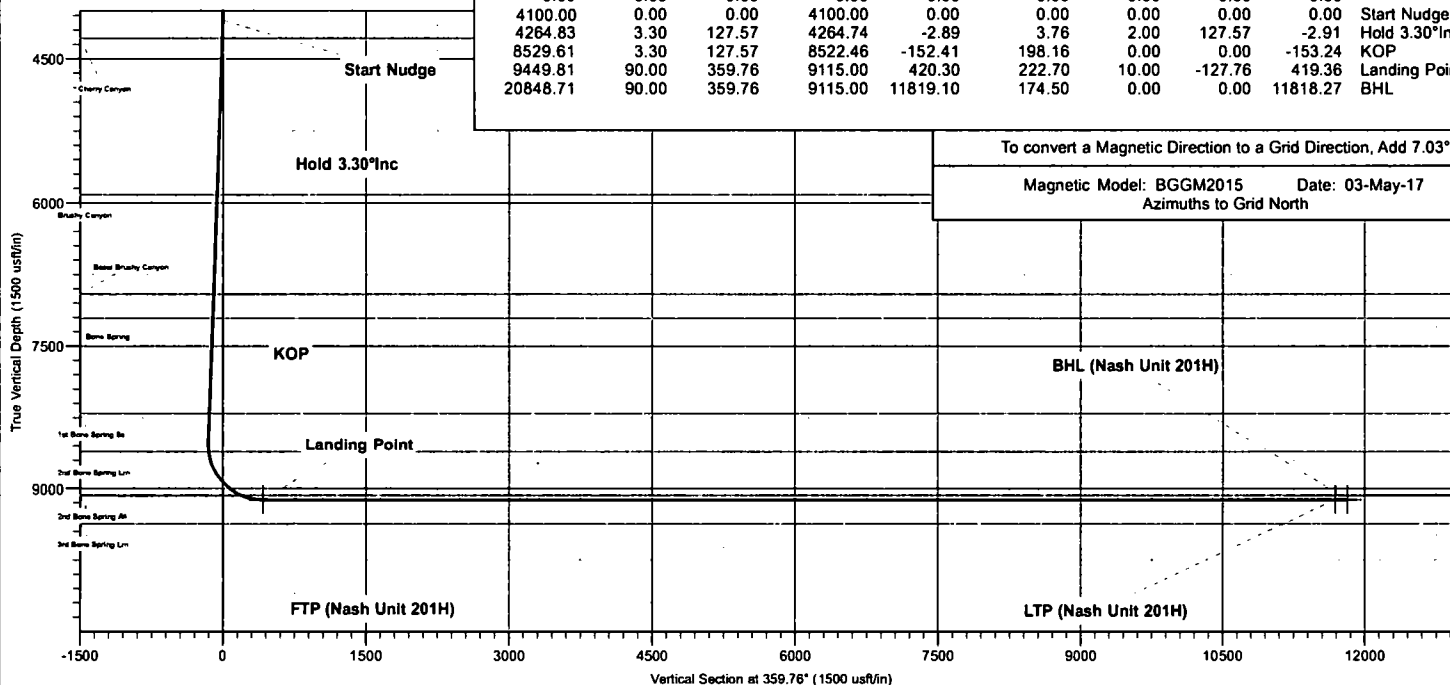 4100.00 0.00 0.00 4100.00 0.00 0.00 0.00 0.00 0.00 Start Nudge
4264.83 3.30 127.57 4264.74 -2.89 3.76 2.00 127.57 -2.91 Hold 3.30°In
8529.61 3.30 127.57 8522.46 -152.41 198.16 0.00 0.00 -153.24 KOP
9449.81 90.00 359.76 9115.00 420.30 222.70 10.00 -127.76 419.36 Landing Poi
20848.71 90.00 359.76 9115.00 11819.10 174.50 0.00 0.00 11818.27 BHL
To convert a Magnetic Direction to a Grid Direction, Add 7.03°
Magnetic Model: BGGM2015 Date: 03-May-17
Azimuths to Grid North
4500
Start Nudge
Cherry Canyon
Hold 3.30°Inc
6000
Brushy Canyon
Basal Brushy Canyon
True Vertical Depth (1500 usft/in)
7500
Bone Spring
KOP
BHL (Nash Unit 201H)
1st Bone Spring Ss
Landing Point
2nd Bone Spring Lm
9000
2nd Bone Spring
3rd Bone Spring Lm
FTP (Nash Unit 201H)
LTP (Nash Unit 201H)
-1500 0 1500 3000 4500 6000 7500 9000 10500 12000
Vertical Section at 359.76° (1500 usft/in)